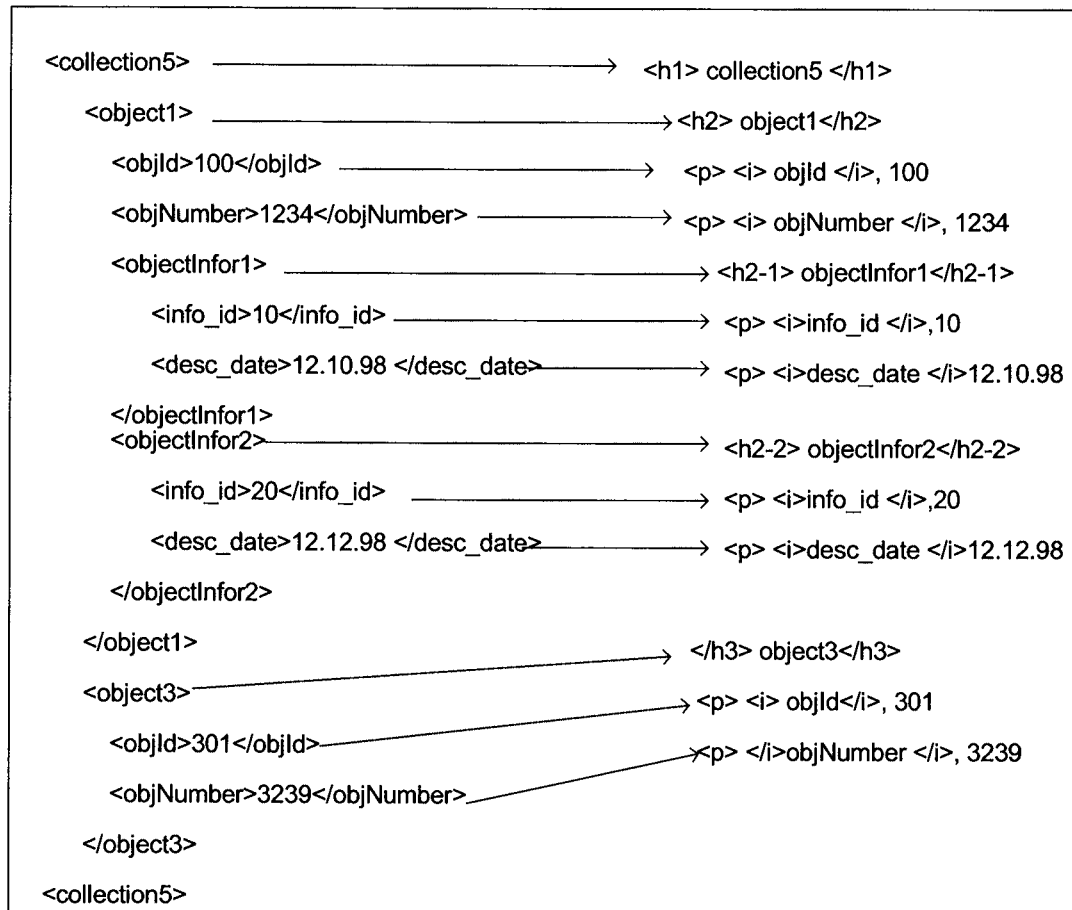 <collection5> <h1> collection5 </h1>
<object1> <h2> object1</h2>
<objId>100</objId> <p> <i> objId </i>, 100
<objNumber>1234</objNumber> <p> <i> objNumber </i>, 1234
<objectInfor1> <h2-1> objectInfor1</h2-1>
<info_id>10</info_id> <p> <i>info_id </i>,10
<desc_date>12.10.98 </desc_date> <p> <i>desc_date </i>12.10.98
</objectInfor1>
<objectInfor2> <h2-2> objectInfor2</h2-2>
<info_id>20</info_id> <p> <i>info_id </i>,20
<desc_date>12.12.98 </desc_date> <p> <i>desc_date </i>12.12.98
</objectInfor2>
</object1>
</h3> object3</h3>
<object3>
<p> <i> objId</i>, 301
<objId>301</objId>
<p> </i>objNumber </i>, 3239
<objNumber>3239</objNumber>
</object3>
<collection5>